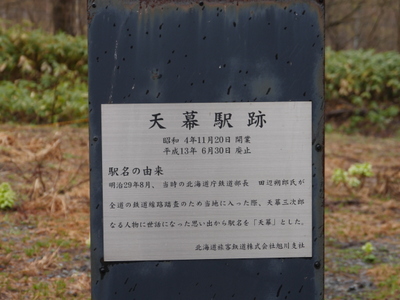 天幕駅跡
昭和 4年11月20日 開業
平成13年 6月30日 廃止
駅名の由来
明治29年8月、当時の北海道庁鉄道部長 田辺朔郎氏が
全道の鉄道線路踏査のため当地に入った際、天幕三次郎
なる人物に世話になった思い出から駅名を「天幕」とした。
北海道旅客鉄道株式会社旭川支社